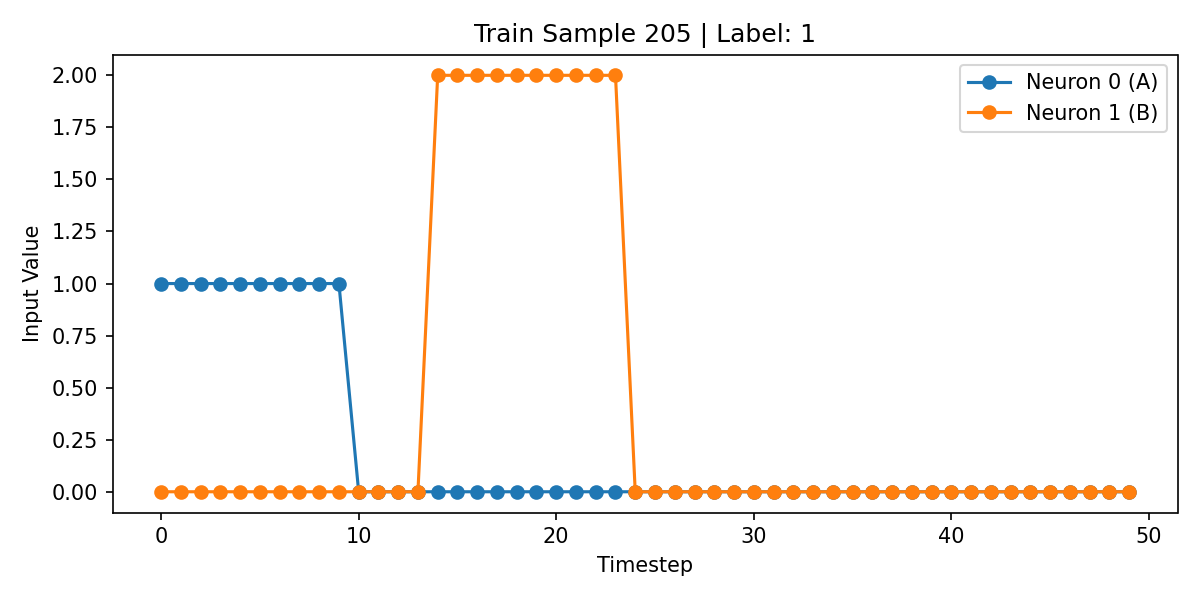 Train Sample 205 | Label: 1
Neuron 0 (A)
Neuron 1 (B)
Input Value
2.00
1.75
1.50
1.25
1.00
0.75
0.50
0.25
0.00
0 10 20 30 40 50
Timestep